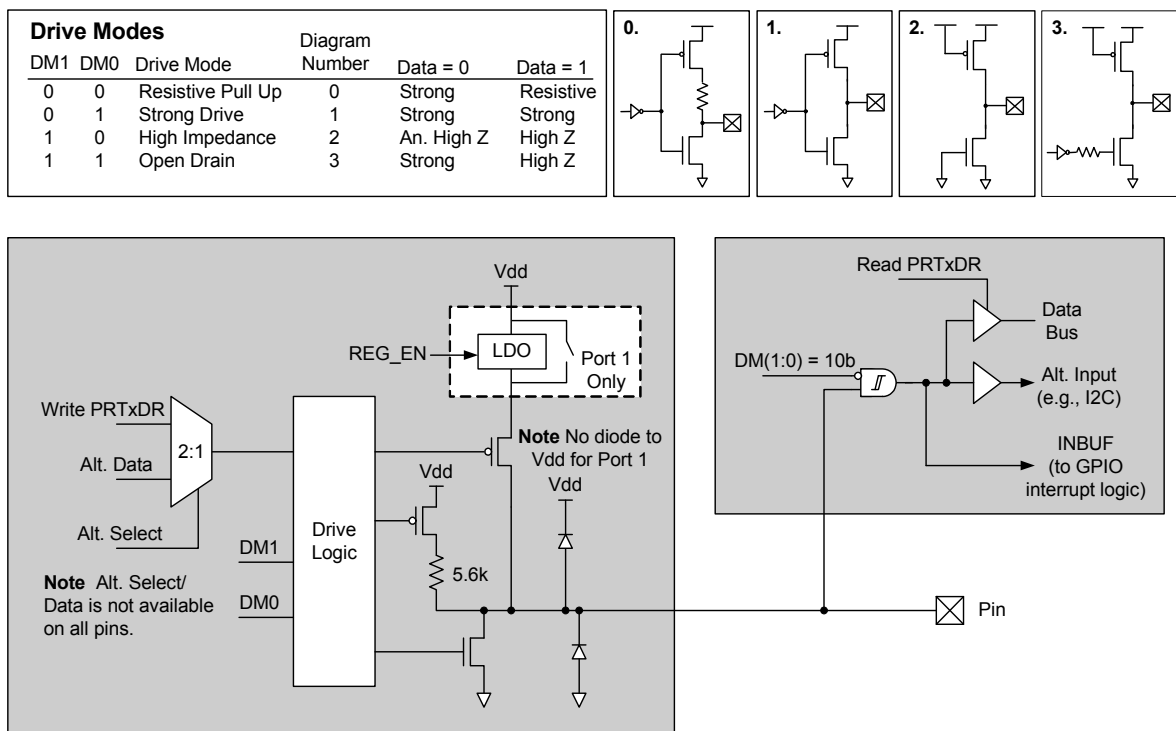 Drive Modes
DM1 DM0 Drive Mode Diagram Number Data = 0 Data = 1
0 0 Resistive Pull Up 0 Strong Resistive
0 1 Strong Drive 1 Strong Strong
1 0 High Impedance 2 An. High Z High Z
1 1 Open Drain 3 Strong High Z
0.
1.
2.
3.
Vdd
REG_EN
LDO
Port 1
Only
Write PRTxDR
2:1
Alt. Data
Alt. Select
Note No diode to
Vdd for Port 1
Vdd
Vdd
Drive
Logic
DM1
DM0
5.6k
Note Alt. Select/
Data is not available
on all pins.
Read PRTxDR
Data
Bus
DM(1:0) = 10b
Alt. Input
(e.g., I2C)
INBUF
(to GPIO
interrupt logic)
Pin